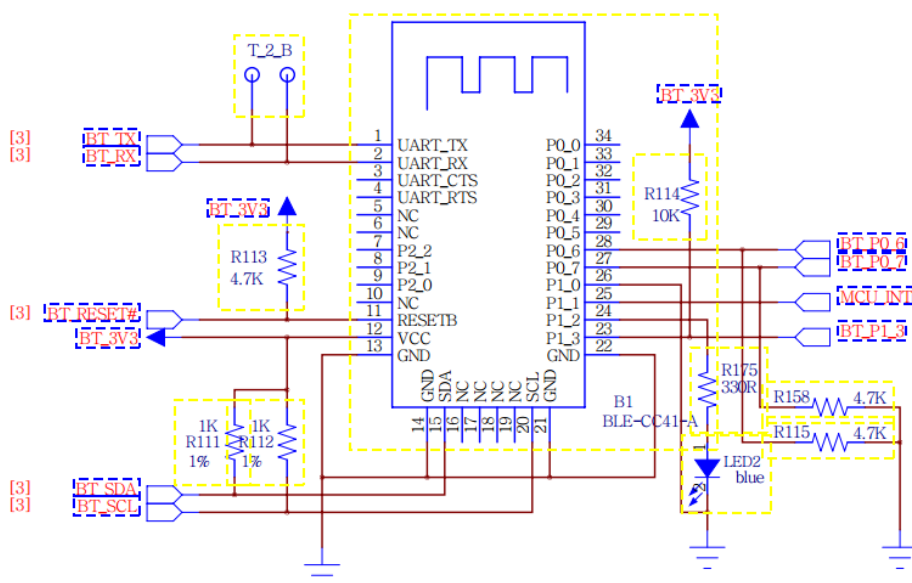 T_2_B
[3] BT_TX
[3] BT_RX
BT_3V3
R113
4.7K
[3] BT_RESET#
BT_3V3
1K 1K
R111 R112
1% 1%
[3] BT_SDA
[3] BT_SCL
1 UART_TX
2 UART_RX
3 UART_CTS
4 UART_RTS
5 NC
6 NC
7 P2_2
8 P2_1
9 P2_0
10 NC
11 RESETB
12 VCC
13 GND
14 GND
15 SDA
16 NC
17 NC
18 NC
19 NC
20 SCL
21 GND
34 P0_0
33 P0_1
32 P0_2
31 P0_3
30 P0_4
29 P0_5
28 P0_6
27 P0_7
26 P1_0
25 P1_1
24 P1_2
23 P1_3
22 GND
B1
BLE-CC41-A
BT_3V3
R114
10K
BT_P0_6
BT_P0_7
MCU_INT
BT_P1_3
R175
330R
R158 4.7K
R115 4.7K
1
LED2
blue
2